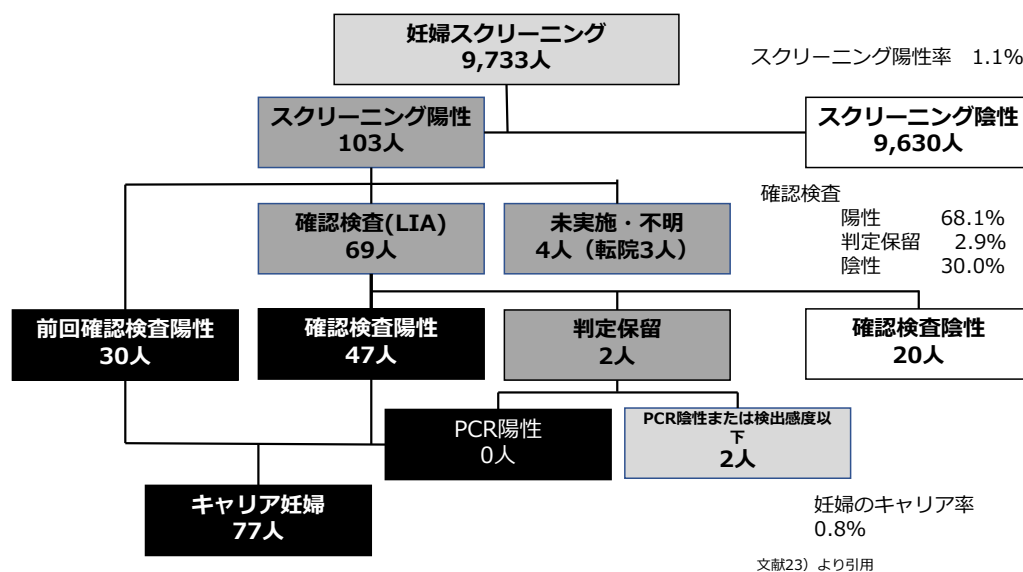 妊婦スクリーニング
9,733人
スクリーニング陽性率 1.1%
スクリーニング陽性
103人
スクリーニング陰性
9,630人
確認検査(LIA)
69人
未実施・不明
4人（転院3人）
確認検査
陽性 68.1%
判定保留 2.9%
陰性 30.0%
前回確認検査陽性
30人
確認検査陽性
47人
判定保留
2人
確認検査陰性
20人
PCR陽性
0人
PCR陰性または検出感度以
下
2人
キャリア妊婦
77人
妊婦のキャリア率
0.8%
文献23）より引用